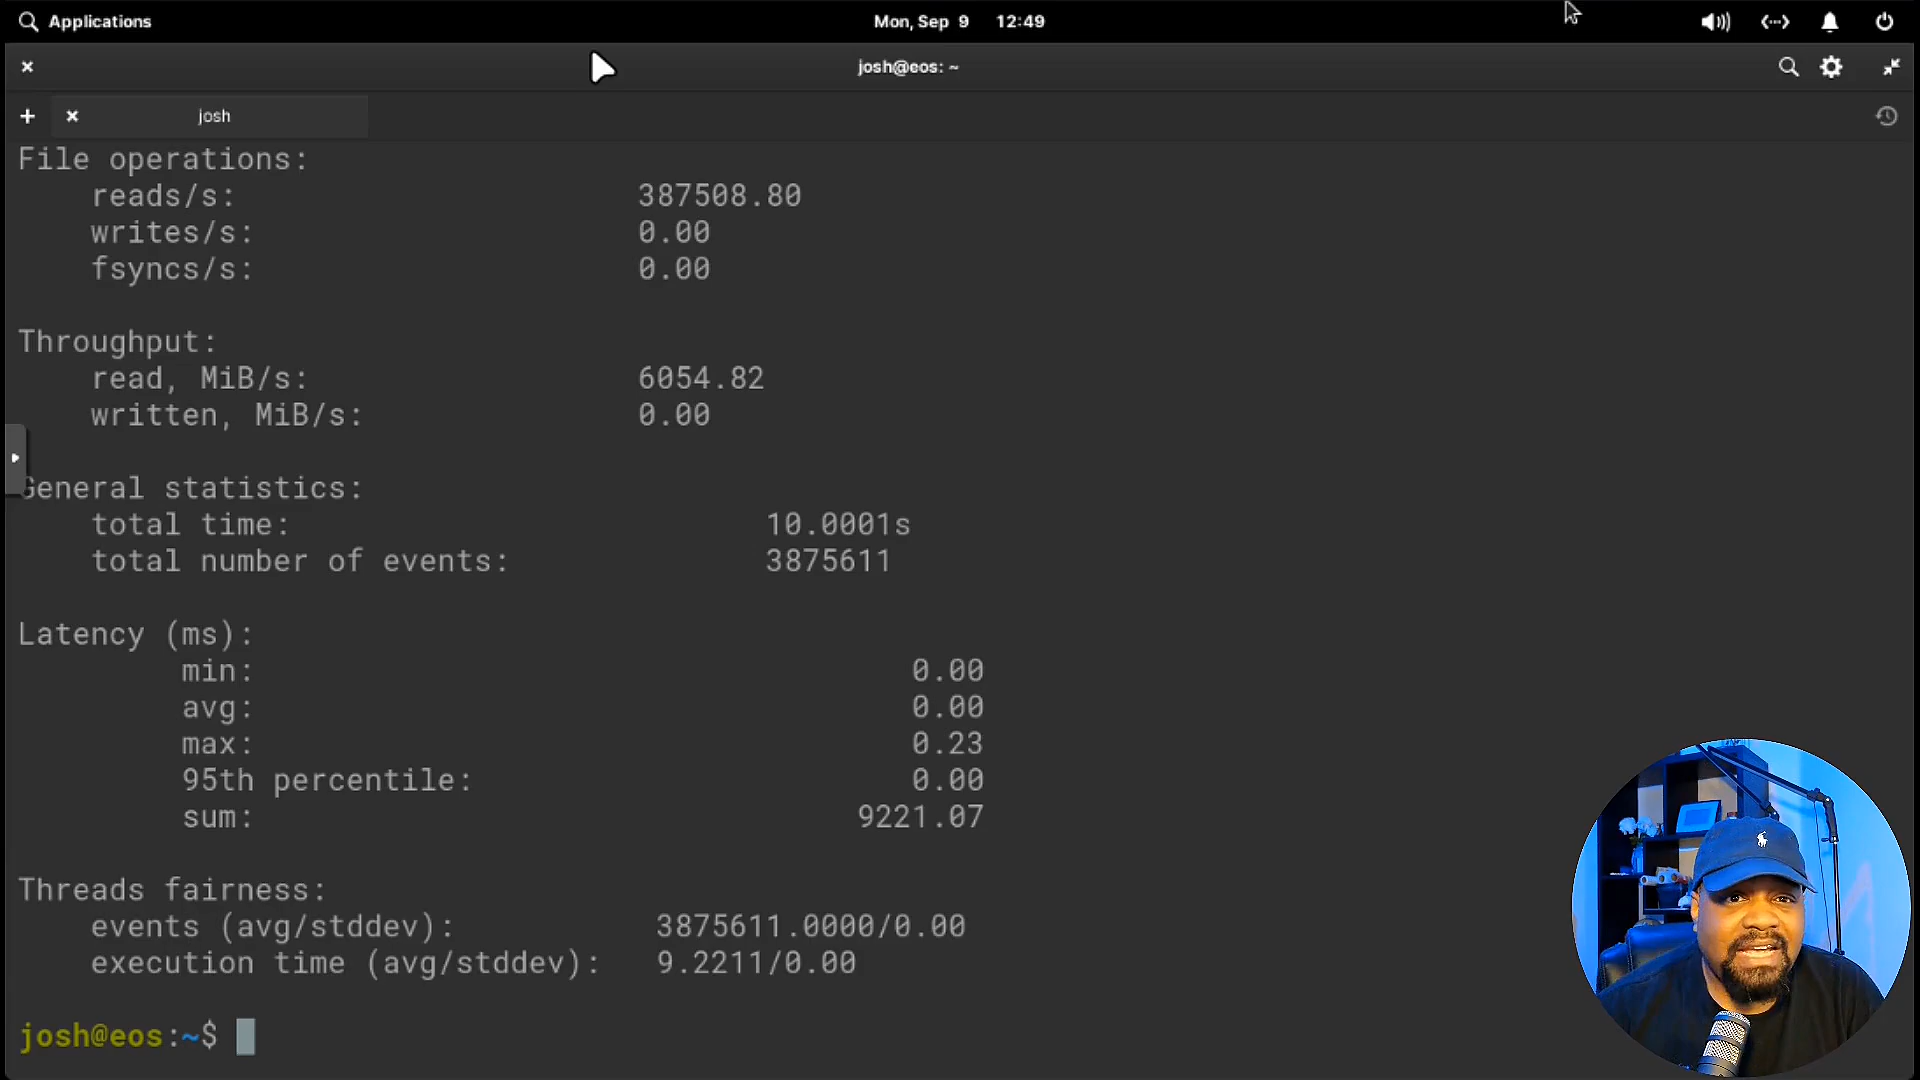 Applications
Mon, Sep 9 12:49
josh@eos: ~
josh
File operations:
reads/s: 387508.80
writes/s: 0.00
fsyncs/s: 0.00
Throughput:
read, MiB/s: 6054.82
written, MiB/s: 0.00
General statistics:
total time: 10.0001s
total number of events: 3875611
Latency (ms):
min: 0.00
avg: 0.00
max: 0.23
95th percentile: 0.00
sum: 9221.07
Threads fairness:
events (avg/stddev): 3875611.0000/0.00
execution time (avg/stddev): 9.2211/0.00
josh@eos:~$